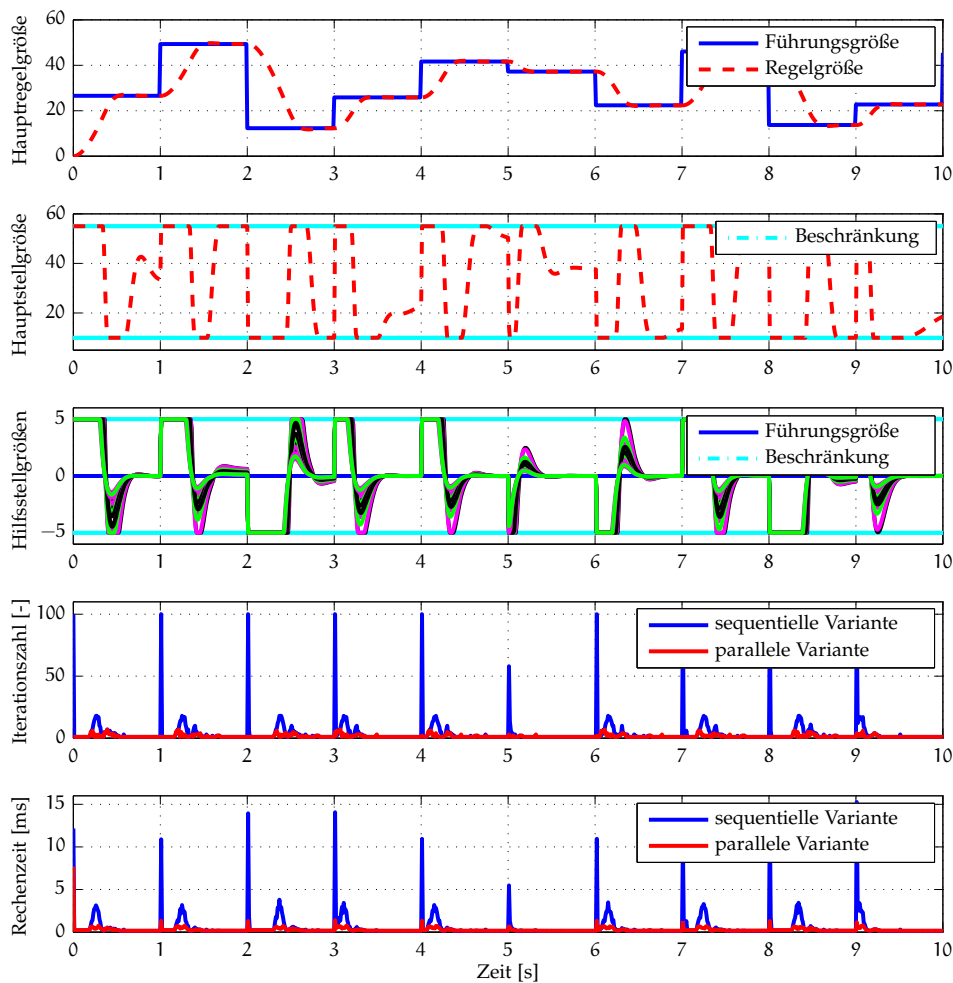 Hauptregelgröße
60
40
20
0
Führungsgröße
Regelgröße
0 1 2 3 4 5 6 7 8 9 10
Hauptstellgröße
60
40
20
Beschränkung
0 1 2 3 4 5 6 7 8 9 10
Hilfsstellgrößen
5
0
−5
Führungsgröße
Beschränkung
0 1 2 3 4 5 6 7 8 9 10
Iterationszahl [-]
100
50
0
sequentielle Variante
parallele Variante
0 1 2 3 4 5 6 7 8 9 10
Rechenzeit [ms]
15
10
5
0
sequentielle Variante
parallele Variante
0 1 2 3 4 5 6 7 8 9 10
Zeit [s]